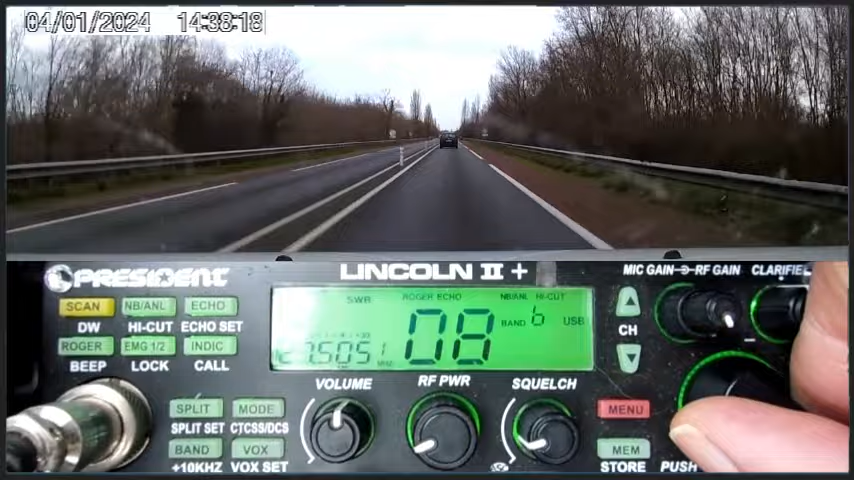 04/01/2024 14:38:18
PRESIDENT LINCOLN II + MIC GAIN RF GAIN
SCAN NB/ANL ECHO
DW HI-CUT ECHO SET
ROGER EMG 1/2 INDIC
BEEP LOCK CALL
SWR ROGER ECHO NB/ANL HI-CUT
08 BAND 6 USB
CH
VOLUME RF PWR SQUELCH
SPLIT MODE
SPLIT SET CTCSS/DCS
BAND VOX
+10KHZ VOX SET
MENU
MEM
STORE PUSH